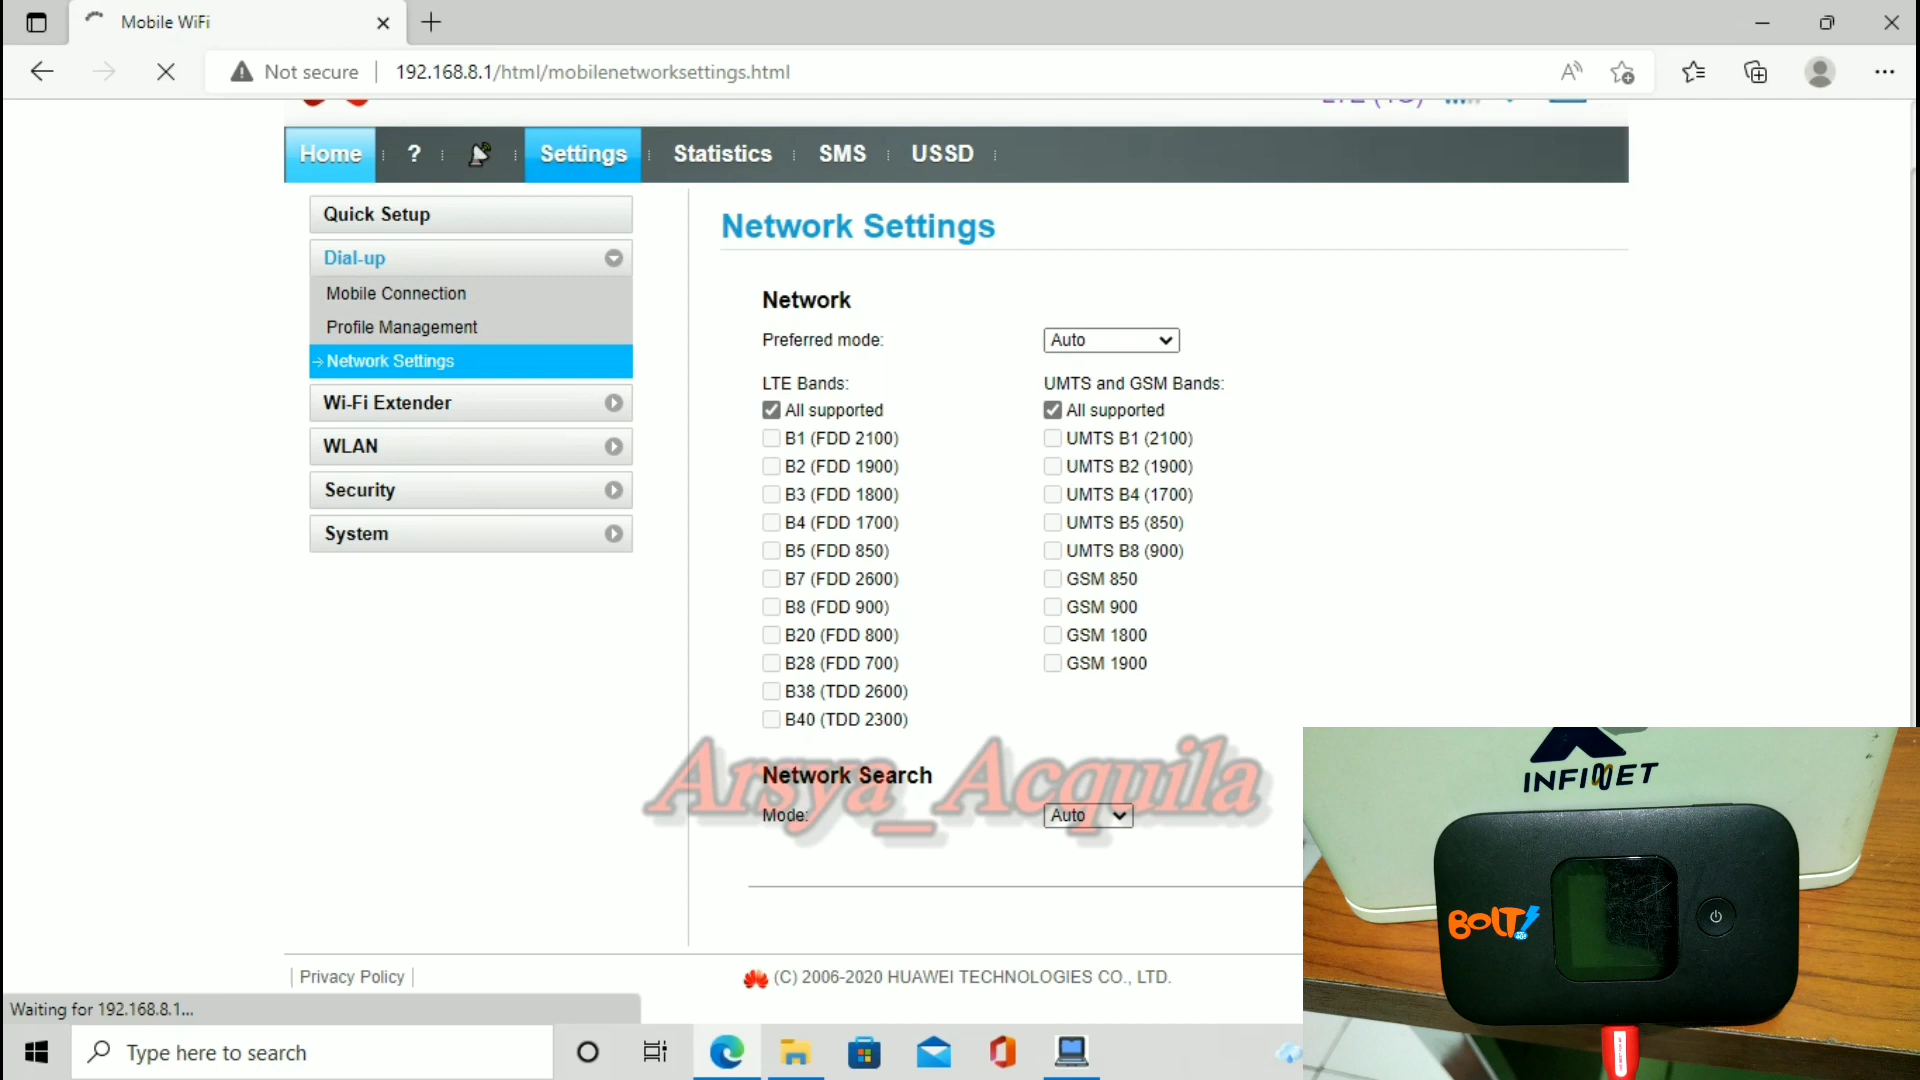 Mobile WiFi
Not secure
192.168.8.1/html/mobilenetworksettings.html
Home
?
Settings
Statistics
SMS
USSD
Quick Setup
Dial-up
Mobile Connection
Profile Management
Network Settings
Wi-Fi Extender
WLAN
Security
System
Network Settings
Network
Preferred mode:
Auto
LTE Bands:
All supported
B1 (FDD 2100)
B2 (FDD 1900)
B3 (FDD 1800)
B4 (FDD 1700)
B5 (FDD 850)
B7 (FDD 2600)
B8 (FDD 900)
B20 (FDD 800)
B28 (FDD 700)
B38 (TDD 2600)
B40 (TDD 2300)
UMTS and GSM Bands:
All supported
UMTS B1 (2100)
UMTS B2 (1900)
UMTS B4 (1700)
UMTS B5 (850)
UMTS B8 (900)
GSM 850
GSM 900
GSM 1800
GSM 1900
Arsya_Acquila
Network Search
Mode:
Auto
Privacy Policy
(C) 2006-2020 HUAWEI TECHNOLOGIES CO., LTD.
Waiting for 192.168.8.1...
Type here to search
INFINET
BOLT!